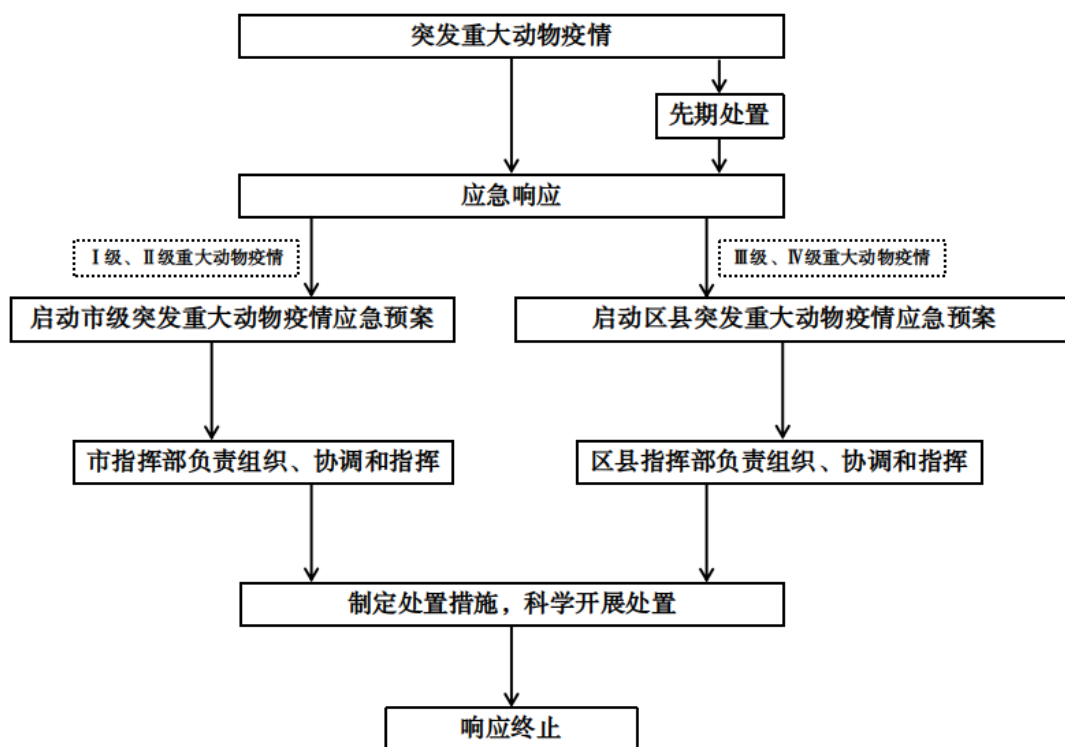 突发重大动物疫情
先期处置
应急响应
Ⅰ级、Ⅱ级重大动物疫情
Ⅲ级、Ⅳ级重大动物疫情
启动市级突发重大动物疫情应急预案
启动区县突发重大动物疫情应急预案
市指挥部负责组织、协调和指挥
区县指挥部负责组织、协调和指挥
制定处置措施，科学开展处置
响应终止